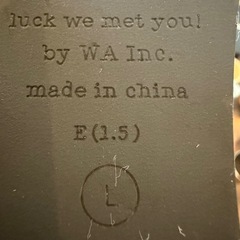 luck we met you!
by WA Inc.
made in china
E(1.5)
L